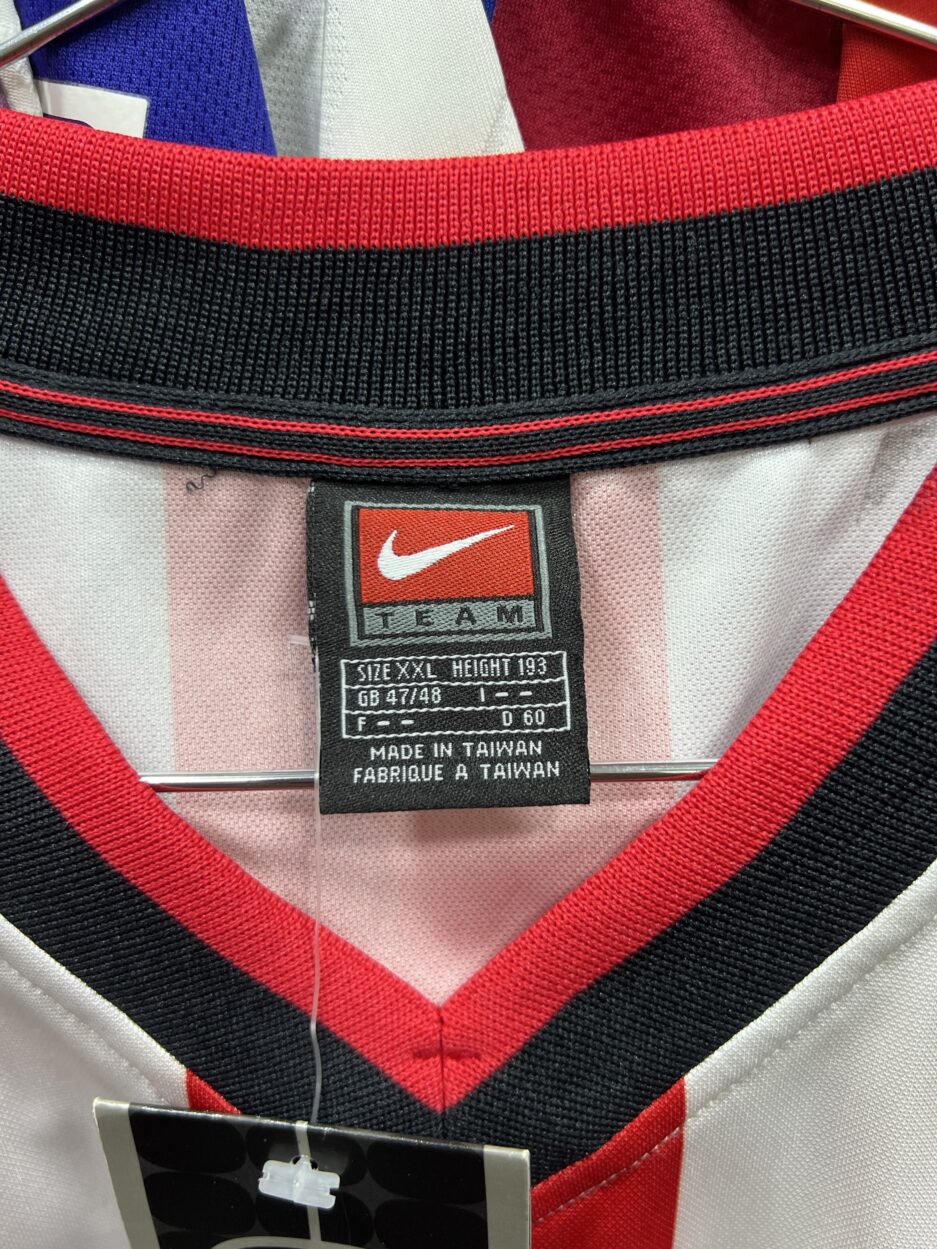 TEAM
SIZE XXL HEIGHT 193
GB 47/48 I - -
F - - D 60
MADE IN TAIWAN
FABRIQUE A TAIWAN